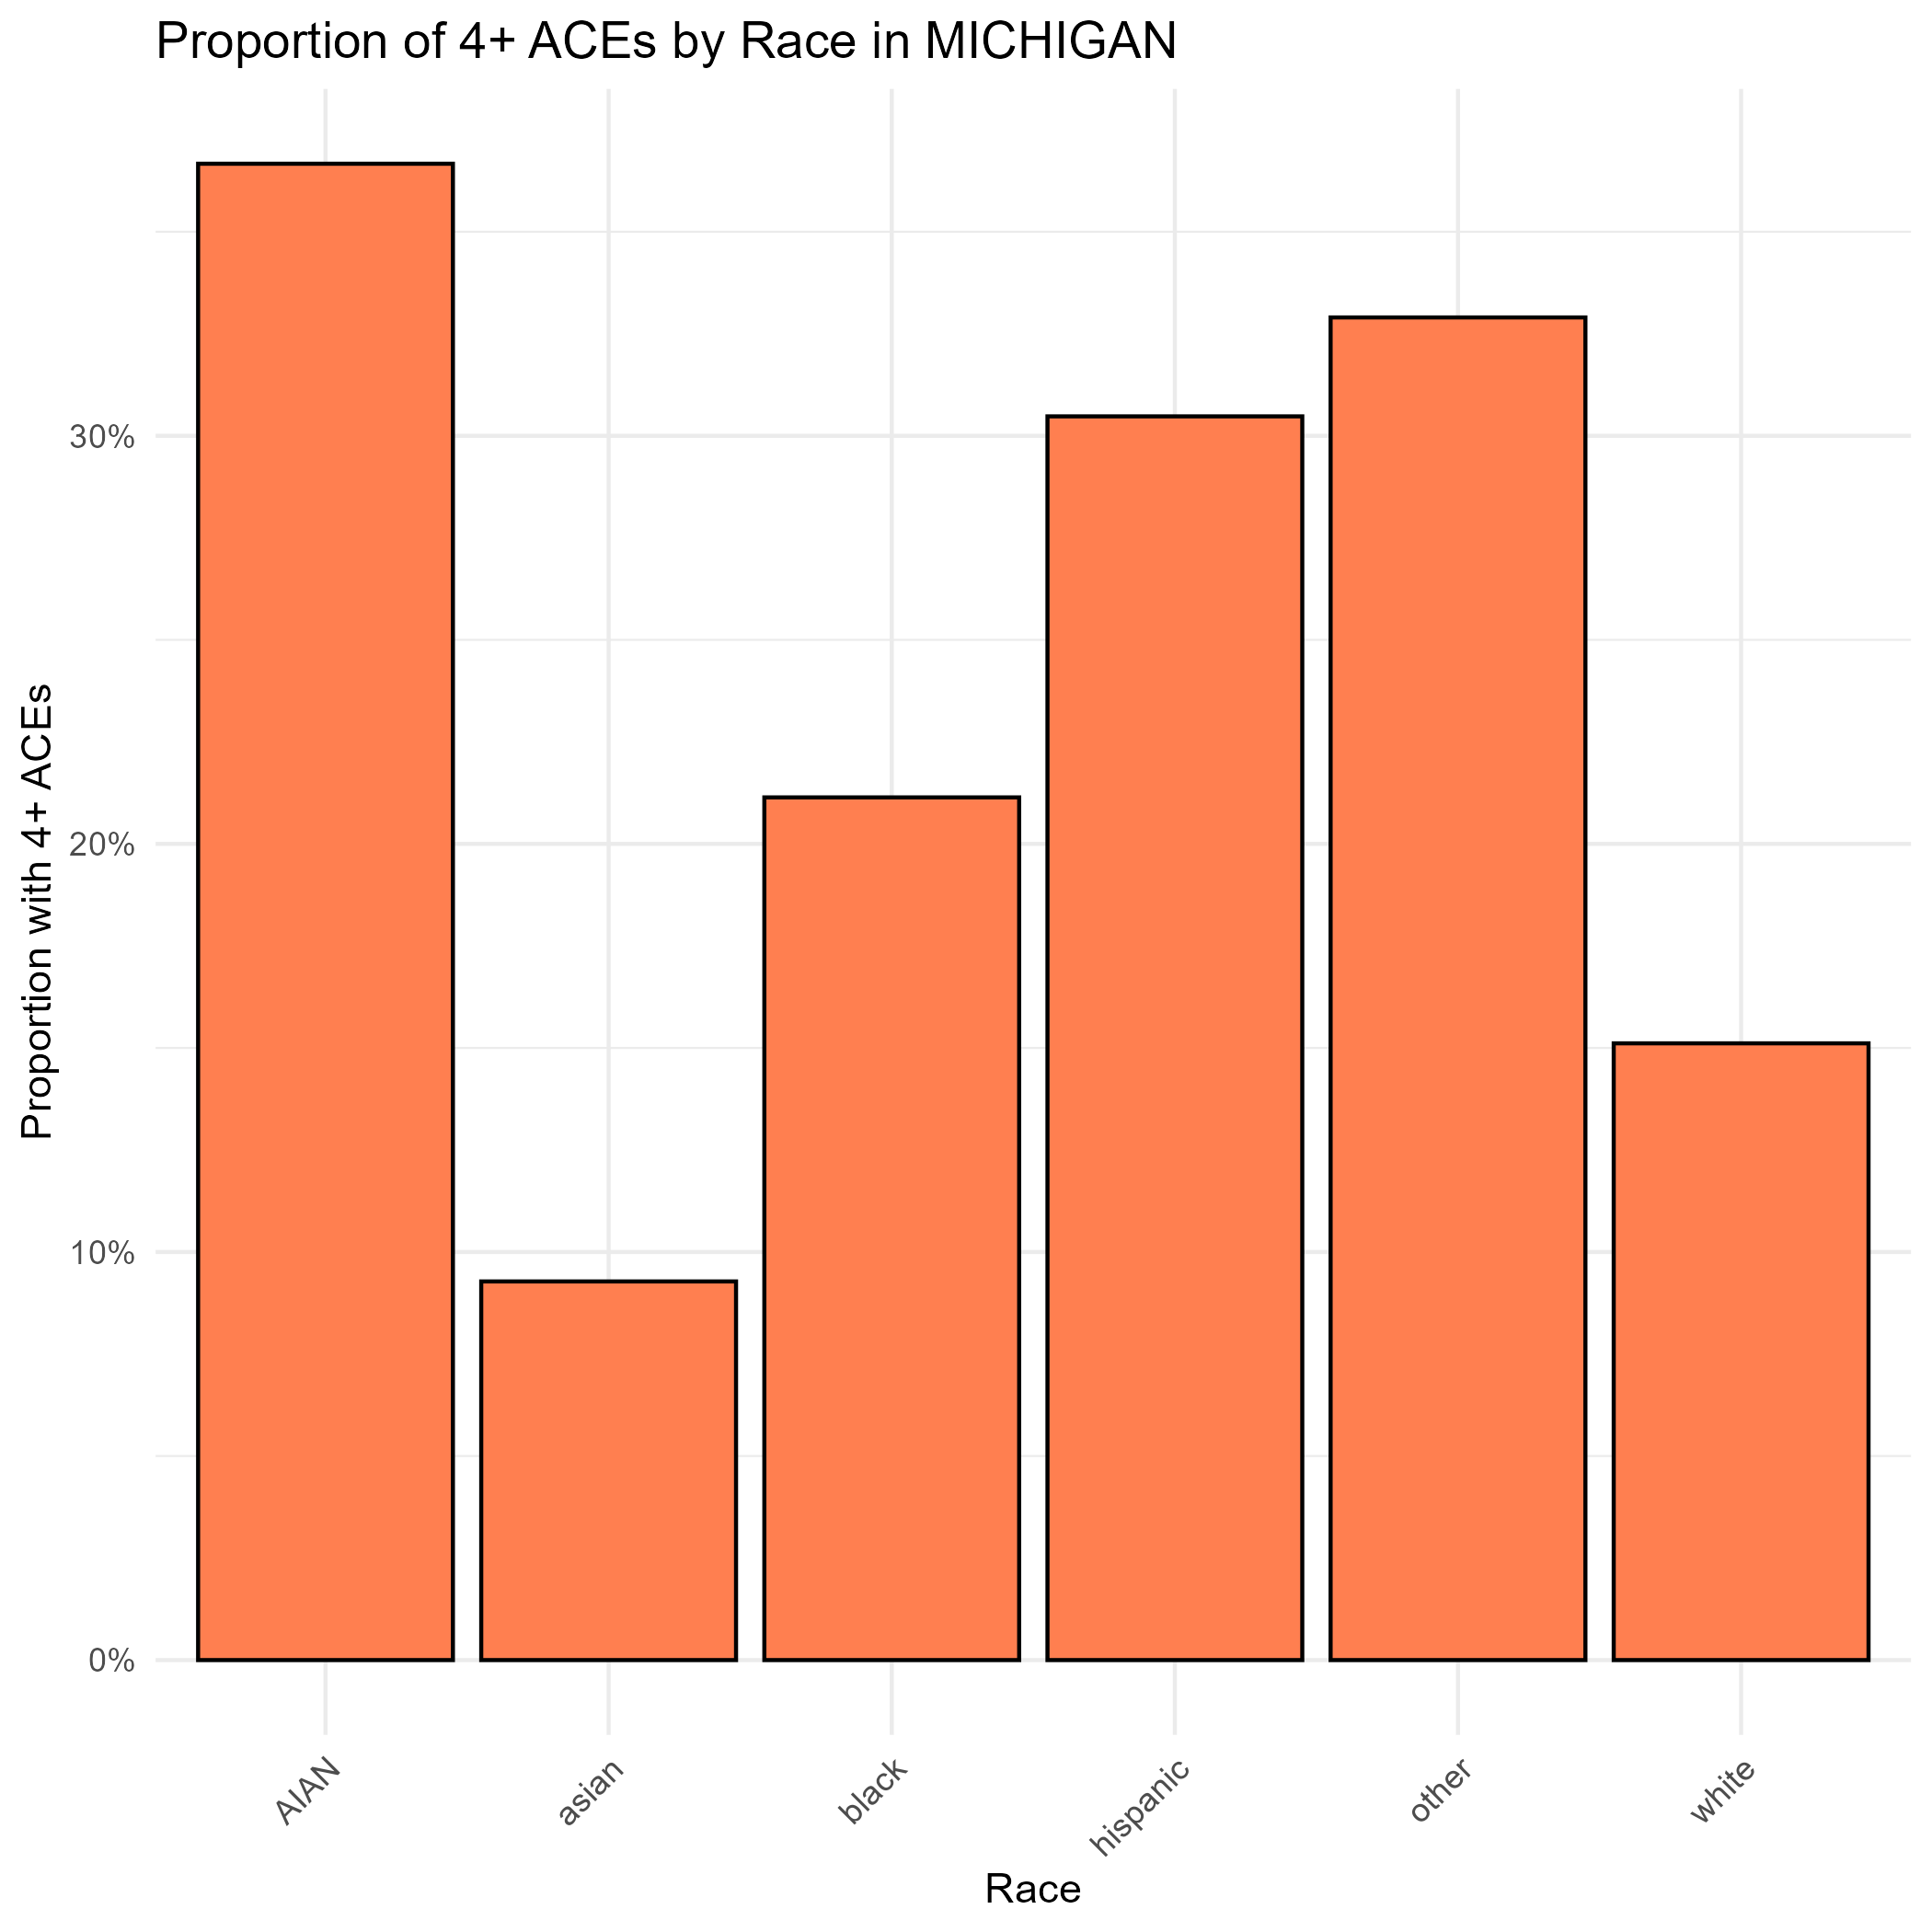 Proportion of 4+ ACEs by Race in MICHIGAN
Proportion with 4+ ACEs
30%
20%
10%
0%
AIAN
asian
black
hispanic
other
white
Race